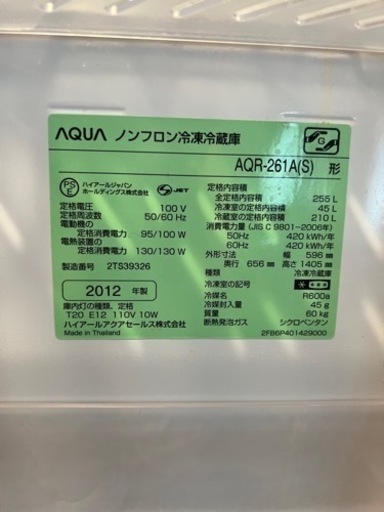 AQUA ノンフロン冷凍冷蔵庫
AQR-261A(S) 形
G
PS
E
ハイアールジャパン
ホールディングス株式会社
JET
定格電圧 100 V
定格周波数 50/60 Hz
電動機の
定格消費電力 95/100 W
電熱装置の
定格消費電力 130/130 W
製造番号 2TS39326
2012 年製
庫内灯の種類、定格
T20 E12 110V 10W
ハイアールアクアセールス株式会社
Made in Thailand
定格内容積
全定格内容積 255 L
冷凍室の定格内容積 45 L
冷蔵室の定格内容積 210 L
消費電力量 (JIS C 9801-2006年)
50Hz 420 kWh/年
60Hz 420 kWh/年
外形寸法 幅 596 mm
奥行 656 mm 高さ 1405 mm
種類 冷凍冷蔵庫
冷凍室の記号
冷媒名 R600a
冷媒封入量 45 g
質量 60 kg
断熱発泡ガス シクロペンタン
2FB6P401429000